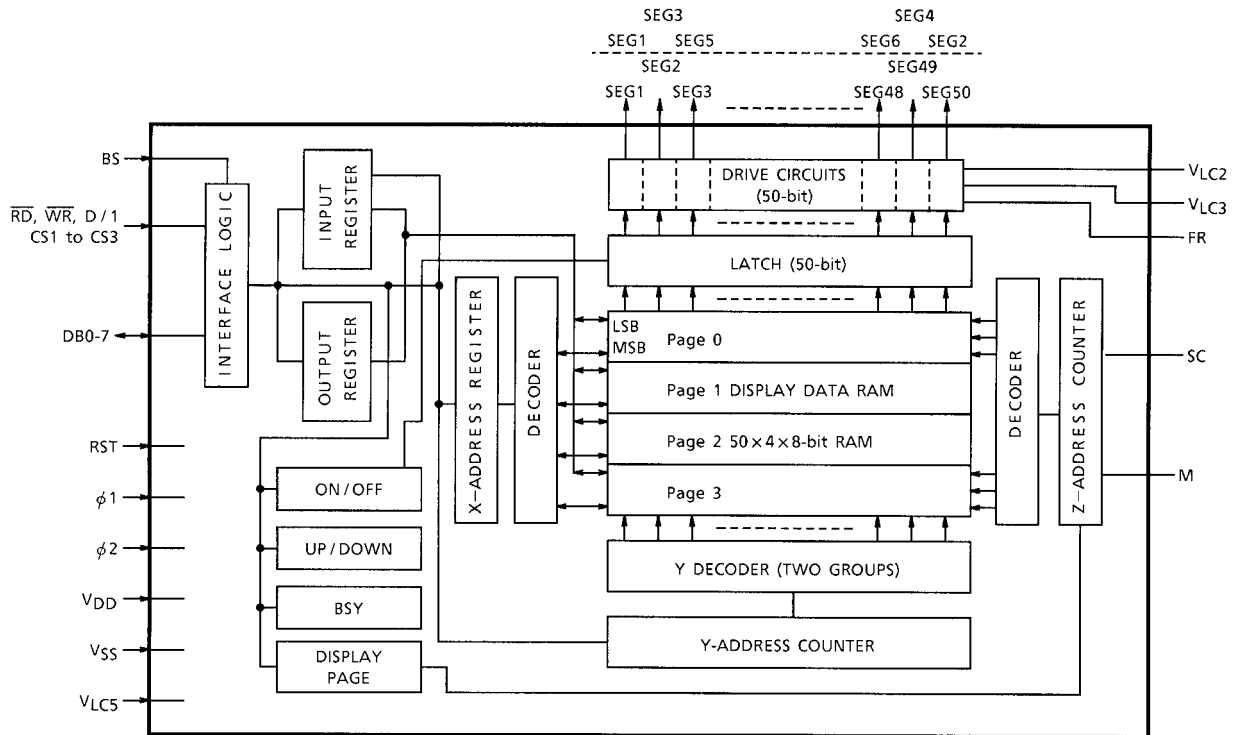 SEG3 SEG4
SEG1 SEG5 SEG6 SEG2
SEG2 SEG49
SEG1 SEG3 SEG48 SEG50
BS
RD, WR, D/1
CS1 to CS3
DB0-7
RST
ϕ1
ϕ2
VDD
VSS
VLC5
INTERFACE LOGIC
INPUT
REGISTER
OUTPUT
REGISTER
ON/OFF
UP/DOWN
BSY
DISPLAY
PAGE
X-ADDRESS REGISTER
DECODER
DRIVE CIRCUITS
(50-bit)
LATCH (50-bit)
LSB
MSB
Page 0
Page 1 DISPLAY DATA RAM
Page 2 50×4×8-bit RAM
Page 3
Y DECODER (TWO GROUPS)
Y-ADDRESS COUNTER
DECODER
Z-ADDRESS COUNTER
VLC2
VLC3
FR
SC
M